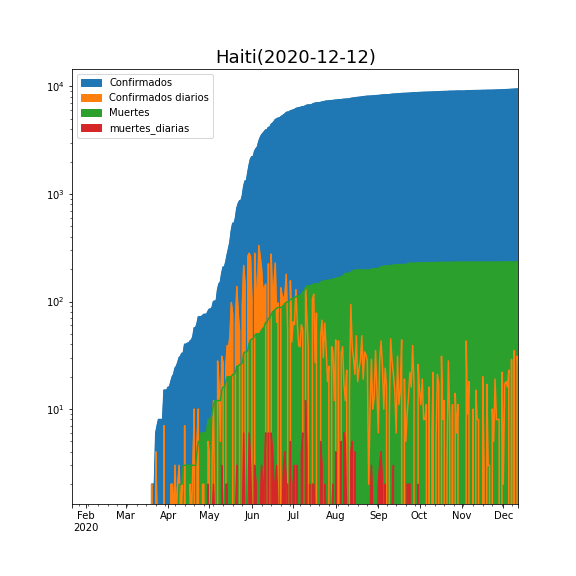 Haiti(2020-12-12)
Confirmados
Confirmados diarios
Muertes
muertes_diarias
10⁴
10³
10²
10¹
Feb Mar Apr May Jun Jul Aug Sep Oct Nov Dec
2020